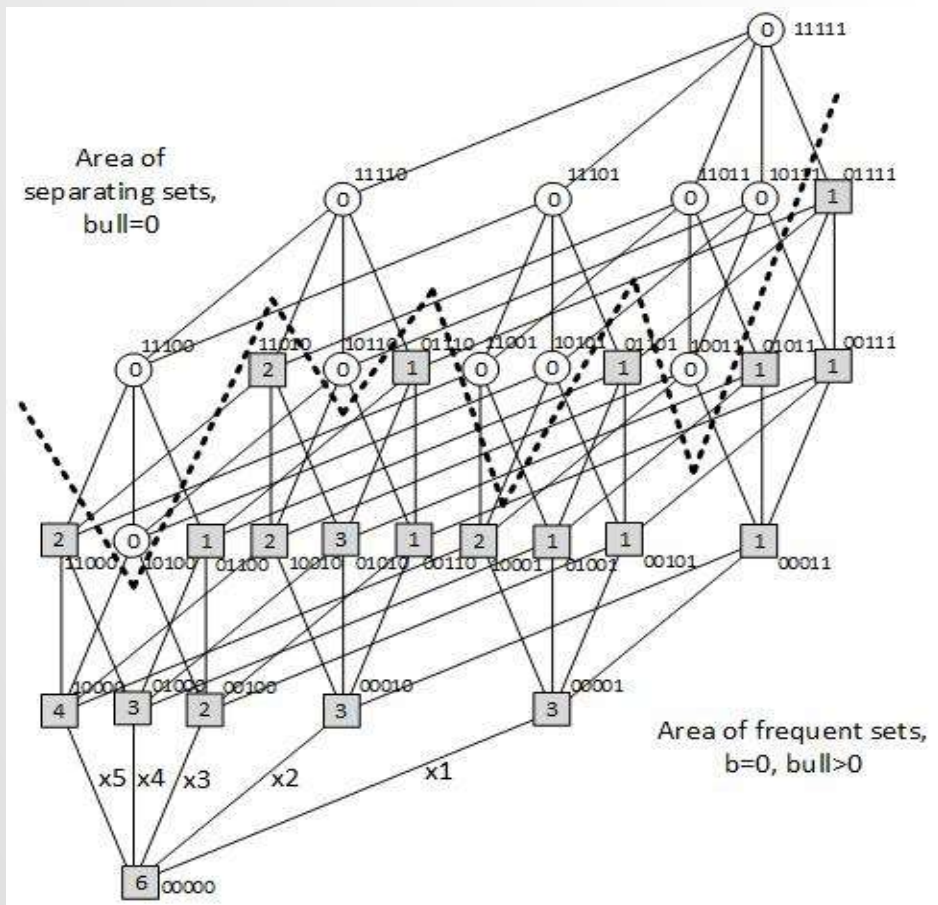 0 11111
Area of
separating sets,
bull=0
11110 11101 11011 10111 01111
0 0 0 0 1
11100 11010 10110 01110 11001 10101 01101 10011 01011 00111
0 2 0 1 0 0 1 0 1 1
2 0 1 2 3 1 2 1 1 1
11000 10100 01100 10010 01010 00110 10001 01001 00101 00011
10000 01000 00100 00010 00001
4 3 2 3 3
Area of frequent sets,
b=0, bull>0
x5 x4 x3 x2 x1
6 00000